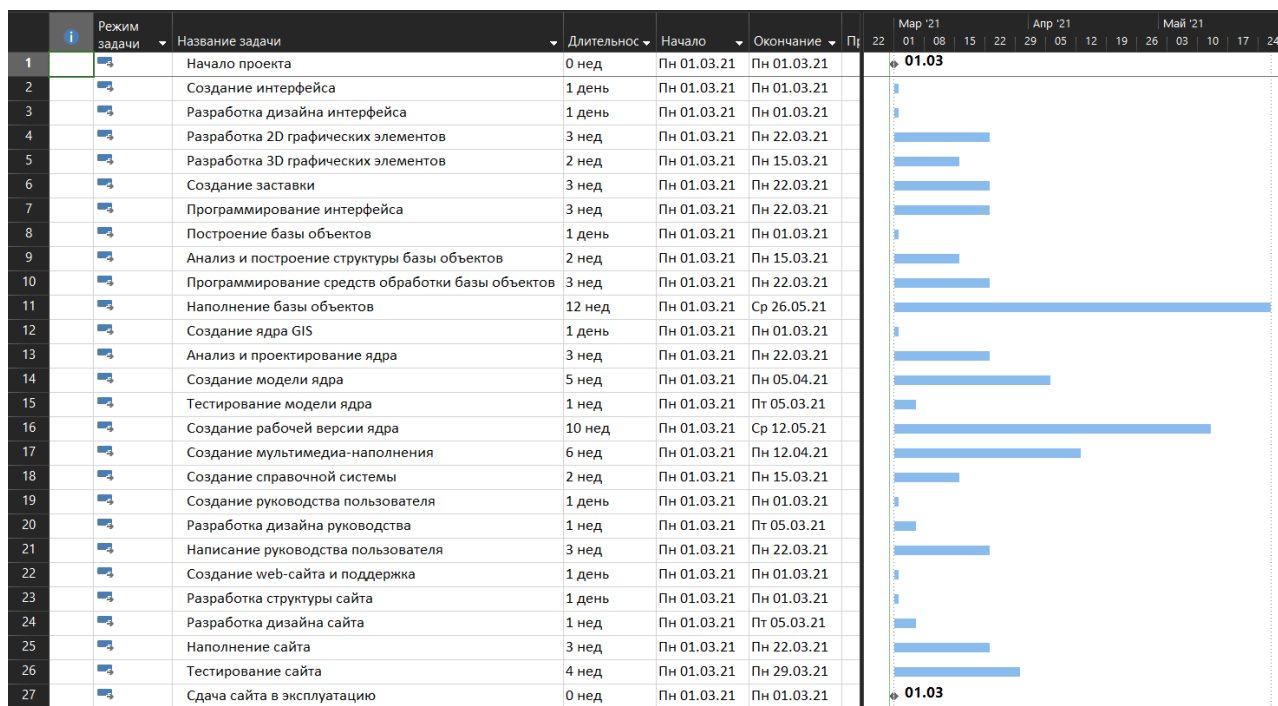 Мар '21 Апр '21 Май '21
Режим задачи Название задачи Длительнос Начало Окончание Пр 22 01 08 15 22 29 05 12 19 26 03 10 17 24
1 Начало проекта 0 нед Пн 01.03.21 Пн 01.03.21 01.03
2 Создание интерфейса 1 день Пн 01.03.21 Пн 01.03.21
3 Разработка дизайна интерфейса 1 день Пн 01.03.21 Пн 01.03.21
4 Разработка 2D графических элементов 3 нед Пн 01.03.21 Пн 22.03.21
5 Разработка 3D графических элементов 2 нед Пн 01.03.21 Пн 15.03.21
6 Создание заставки 3 нед Пн 01.03.21 Пн 22.03.21
7 Программирование интерфейса 3 нед Пн 01.03.21 Пн 22.03.21
8 Построение базы объектов 1 день Пн 01.03.21 Пн 01.03.21
9 Анализ и построение структуры базы объектов 2 нед Пн 01.03.21 Пн 15.03.21
10 Программирование средств обработки базы объектов 3 нед Пн 01.03.21 Пн 22.03.21
11 Наполнение базы объектов 12 нед Пн 01.03.21 Ср 26.05.21
12 Создание ядра GIS 1 день Пн 01.03.21 Пн 01.03.21
13 Анализ и проектирование ядра 3 нед Пн 01.03.21 Пн 22.03.21
14 Создание модели ядра 5 нед Пн 01.03.21 Пн 05.04.21
15 Тестирование модели ядра 1 нед Пн 01.03.21 Пт 05.03.21
16 Создание рабочей версии ядра 10 нед Пн 01.03.21 Ср 12.05.21
17 Создание мультимедиа-наполнения 6 нед Пн 01.03.21 Пн 12.04.21
18 Создание справочной системы 2 нед Пн 01.03.21 Пн 15.03.21
19 Создание руководства пользователя 1 день Пн 01.03.21 Пн 01.03.21
20 Разработка дизайна руководства 1 нед Пн 01.03.21 Пт 05.03.21
21 Написание руководства пользователя 3 нед Пн 01.03.21 Пн 22.03.21
22 Создание web-сайта и поддержка 1 день Пн 01.03.21 Пн 01.03.21
23 Разработка структуры сайта 1 день Пн 01.03.21 Пн 01.03.21
24 Разработка дизайна сайта 1 нед Пн 01.03.21 Пт 05.03.21
25 Наполнение сайта 3 нед Пн 01.03.21 Пн 22.03.21
26 Тестирование сайта 4 нед Пн 01.03.21 Пн 29.03.21
27 Сдача сайта в эксплуатацию 0 нед Пн 01.03.21 Пн 01.03.21 01.03